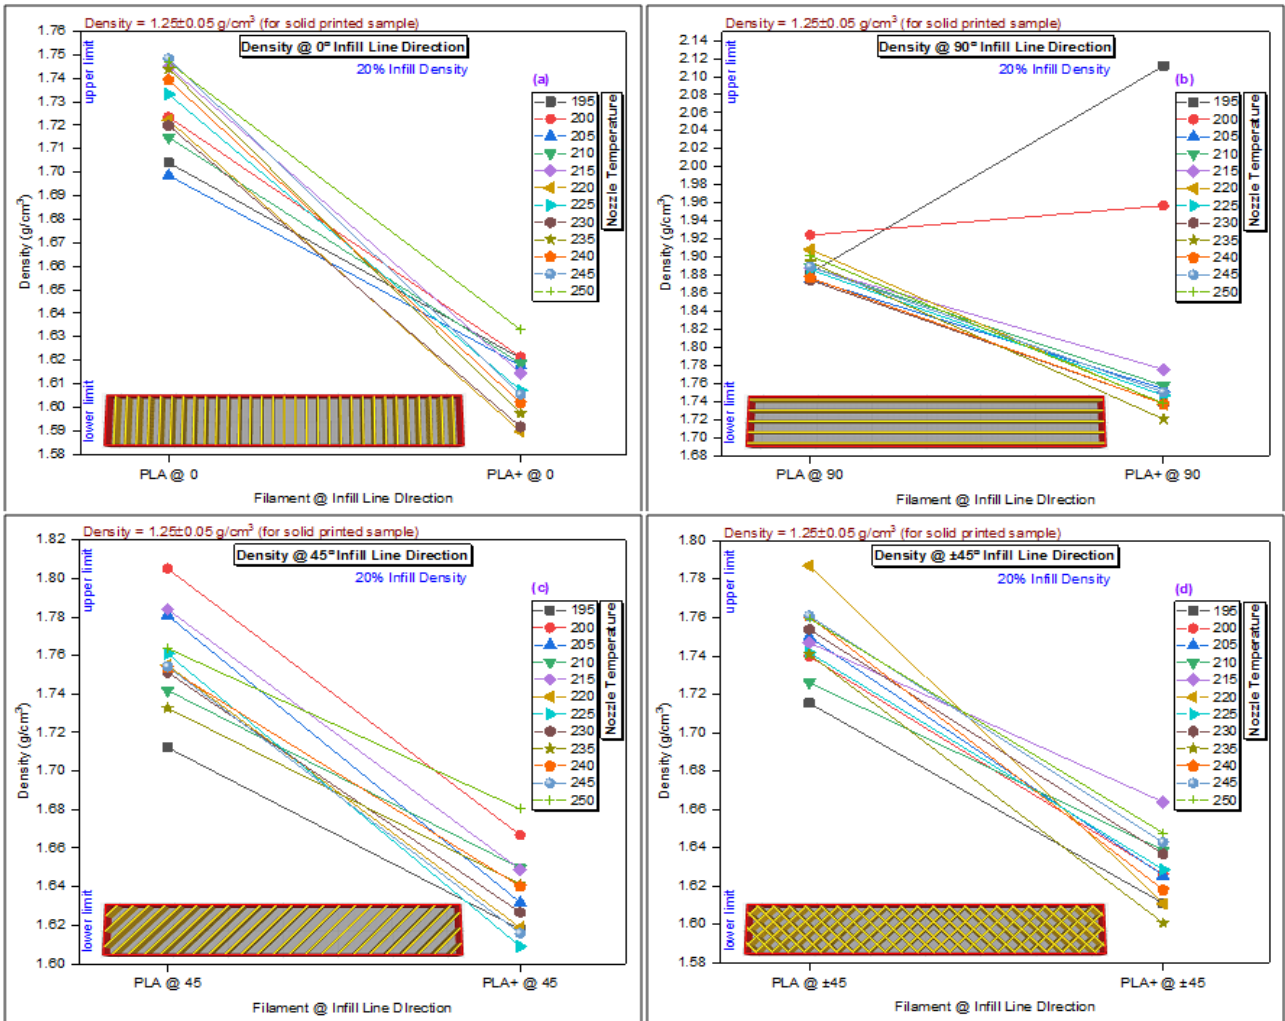 Density = 1.25±0.05 g/cm³ (for solid printed sample)
Density @ 0º Infill Line Direction
20% Infill Density
(a)
upper limit
lower limit
Density (g/cm³)
1.76
1.75
1.74
1.72
1.71
1.70
1.69
1.68
1.67
1.66
1.65
1.64
1.63
1.62
1.61
1.60
1.59
1.58
195
200
205
210
215
220
225
230
235
240
245
250
Nozzle Temperature
PLA @ 0
PLA+ @ 0
Filament @ Infill Line DIrection
Density = 1.25±0.05 g/cm³ (for solid printed sample)
Density @ 90º Infill Line Direction
20% Infill Density
(b)
upper limit
lower limit
Density (g/cm³)
2.14
2.12
2.10
2.08
2.06
2.04
2.02
2.00
1.98
1.96
1.94
1.92
1.90
1.88
1.86
1.84
1.82
1.80
1.78
1.76
1.74
1.72
1.70
1.68
195
200
205
210
215
220
225
230
235
240
245
250
Nozzle Temperature
PLA @ 90
PLA+ @ 90
Filament @ Infill Line DIrection
Density = 1.25±0.05 g/cm³ (for solid printed sample)
Density @ 45º Infill Line Direction
20% Infill Density
(c)
upper limit
lower limit
Density (g/cm³)
1.82
1.80
1.78
1.76
1.74
1.72
1.70
1.68
1.66
1.64
1.62
1.60
195
200
205
210
215
220
225
230
235
240
245
250
Nozzle Temperature
PLA @ 45
PLA+ @ 45
Filament @ Infill Line DIrection
Density = 1.25±0.05 g/cm³ (for solid printed sample)
Density @ ±45º Infill Line Direction
20% Infill Density
(d)
upper limit
lower limit
Density (g/cm³)
1.80
1.78
1.76
1.74
1.72
1.70
1.68
1.66
1.64
1.62
1.60
1.58
195
200
205
210
215
220
225
230
235
240
245
250
Nozzle Temperature
PLA @ ±45
PLA+ @ ±45
Filament @ Infill Line DIrection